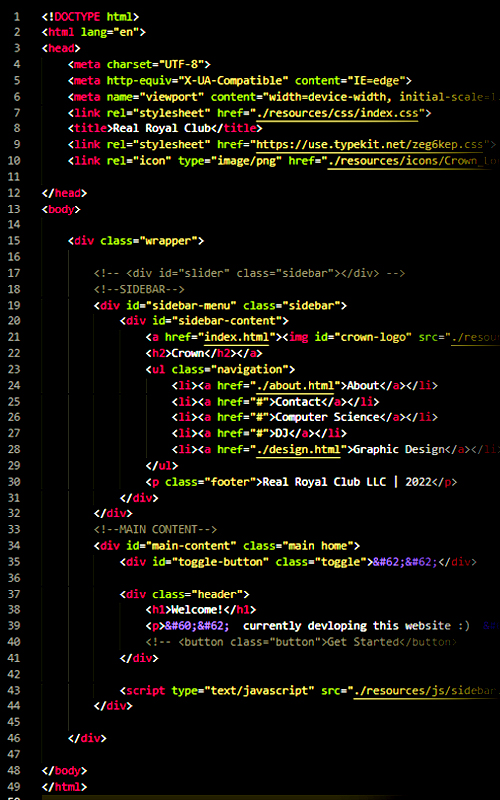 1 <!DOCTYPE html>
2 <html lang="en">
3 <head>
4 <meta charset="UTF-8">
5 <meta http-equiv="X-UA-Compatible" content="IE=edge">
6 <meta name="viewport" content="width=device-width, initial-scale=1.
7 <link rel="stylesheet" href="./resources/css/index.css">
8 <title>Real Royal Club</title>
9 <link rel="stylesheet" href="https://use.typekit.net/zeg6kep.css">
10 <link rel="icon" type="image/png" href="./resources/icons/Crown_Lo
11
12 </head>
13 <body>
14
15 <div class="wrapper">
16
17 <!-- <div id="slider" class="sidebar"></div> -->
18 <!--SIDEBAR-->
19 <div id="sidebar-menu" class="sidebar">
20 <div id="sidebar-content">
21 <a href="index.html"><img id="crown-logo" src="./resour
22 <h2>Crown</h2></a>
23 <ul class="navigation">
24 <li><a href="./about.html">About</a></li>
25 <li><a href="#">Contact</a></li>
26 <li><a href="#">Computer Science</a></li>
27 <li><a href="#">DJ</a></li>
28 <li><a href="./design.html">Graphic Design</a></li>
29 </ul>
30 <p class="footer">Real Royal Club LLC | 2022</p>
31 </div>
32 </div>
33 <!--MAIN CONTENT-->
34 <div id="main-content" class="main home">
35 <div id="toggle-button" class="toggle">&#62;&#62;</div>
36
37 <div class="header">
38 <h1>Welcome!</h1>
39 <p>&#60;&#62; currently devloping this website :) &#
40 <!-- <button class="button">Get Started</button>
41 </div>
42
43 <script type="text/javascript" src="./resources/js/sidebar
44 </div>
45
46 </div>
47
48 </body>
49 </html>